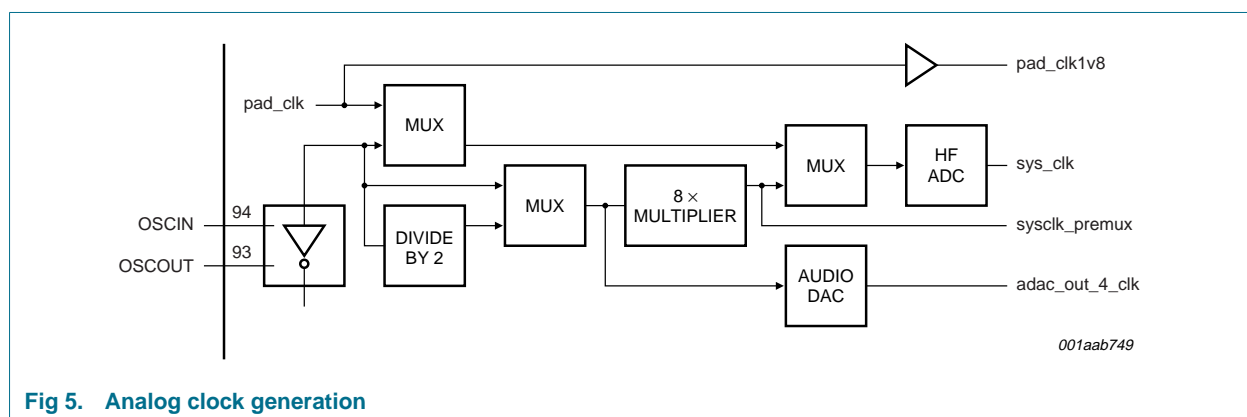 pad_clk1v8
pad_clk
MUX
MUX
HF
ADC
sys_clk
MUX
8 ×
MULTIPLIER
OSCIN
94
sysclk_premux
DIVIDE
BY 2
OSCOUT
93
AUDIO
DAC
adac_out_4_clk
001aab749
Fig 5. Analog clock generation